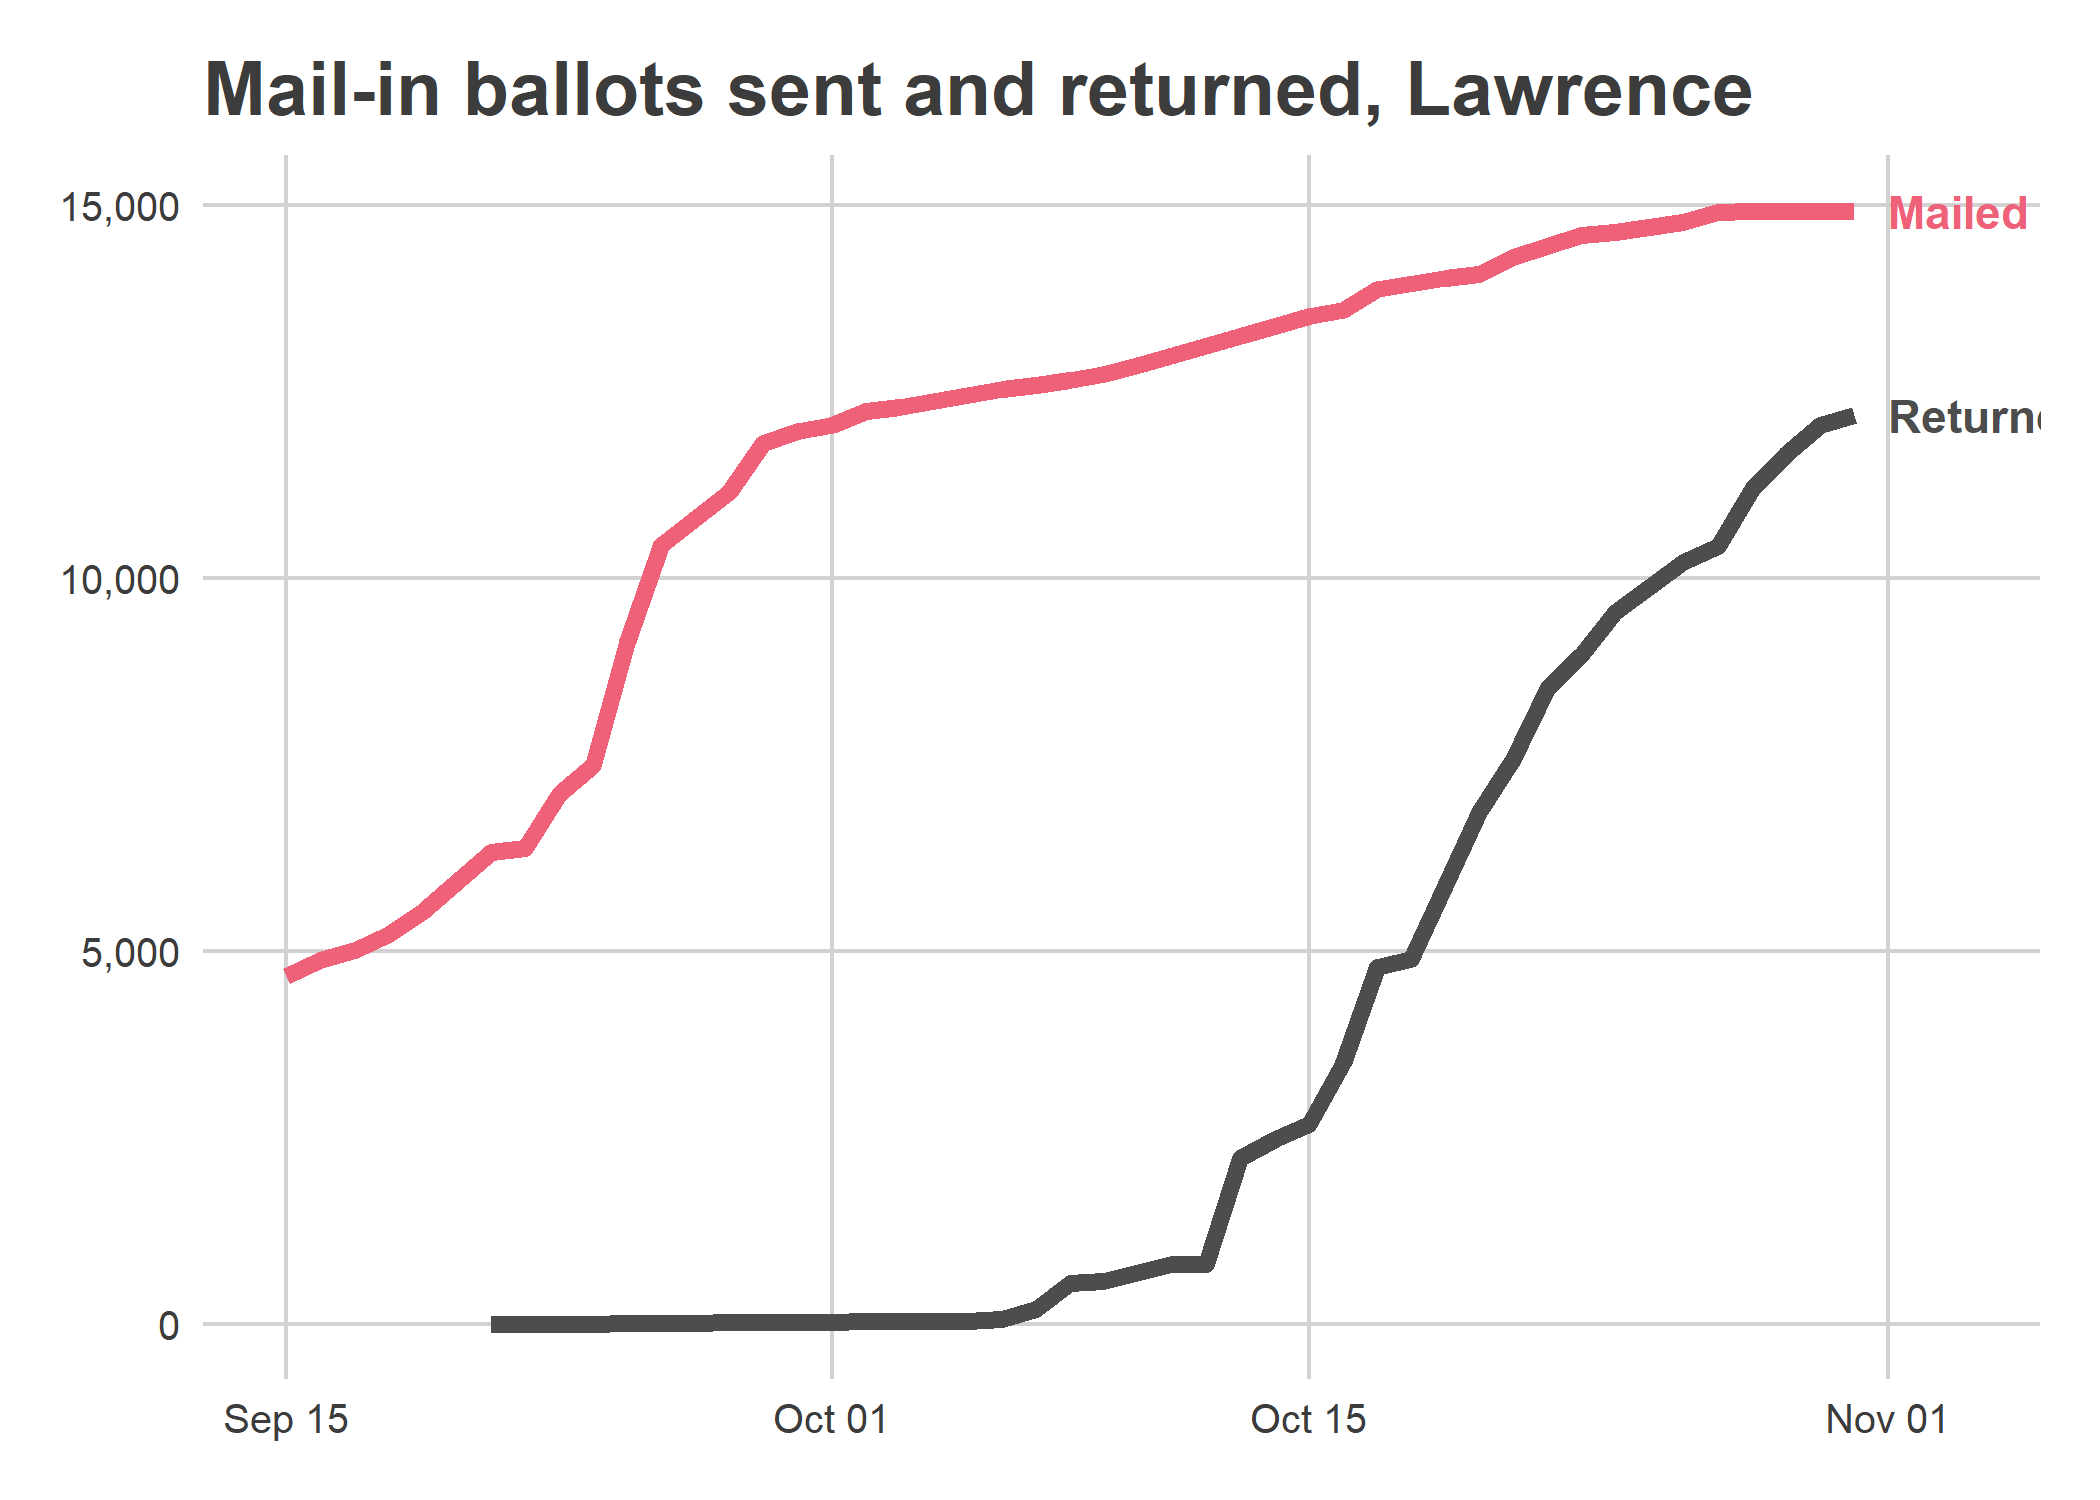 Mail-in ballots sent and returned, Lawrence
15,000
Mailed
Returne
10,000
5,000
0
Sep 15 Oct 01 Oct 15 Nov 01